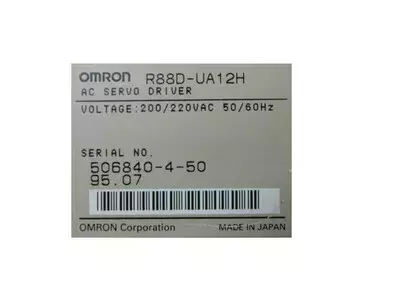 OMRON R88D-UA12H
AC SERVO DRIVER
VOLTAGE:200/220VAC 50/60Hz
SERIAL NO.
506840-4-50
95.07
OMRON Corporation MADE IN JAPAN